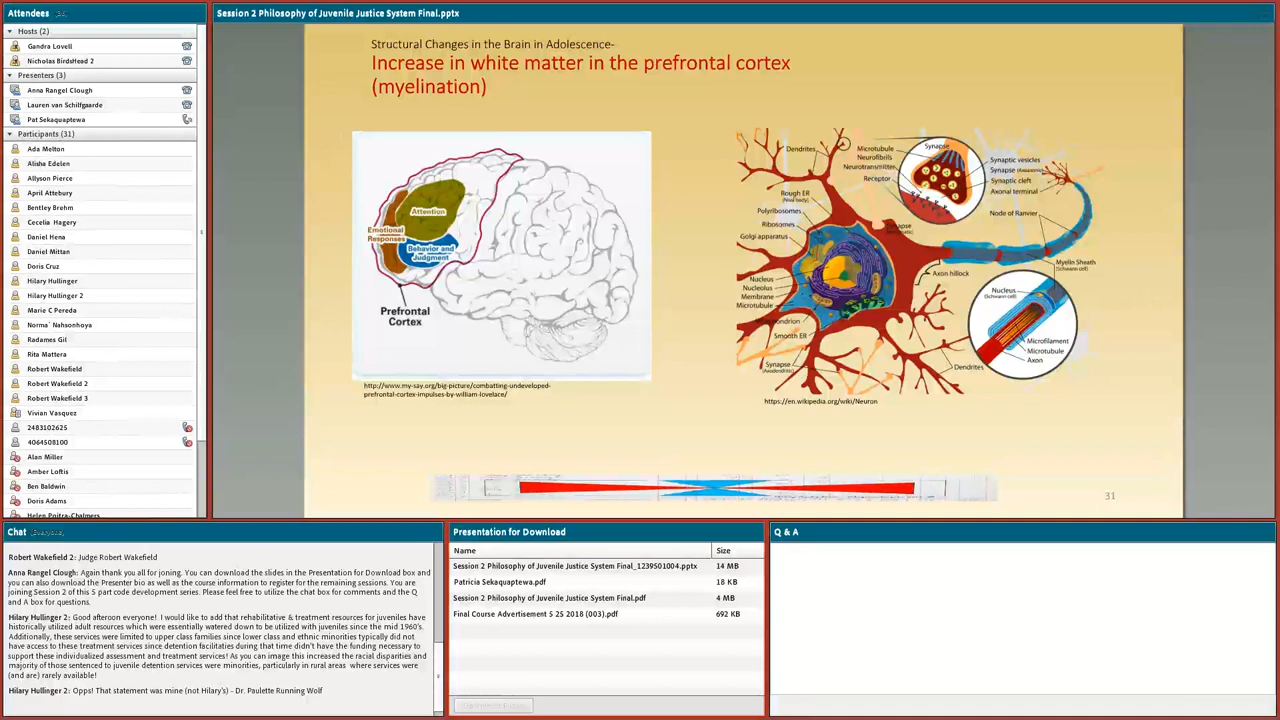 Attendees
Session 2 Philosophy of Juvenile Justice System Final.pptx
Hosts (2)
Gandra Lovell
Nicholas BirdsHead 2
Presenters (3)
Anna Rangel Clough
Lauren van Schilfgaarde
Pat Sekaquaptewa
Participants (31)
Ada Melton
Alisha Edelen
Allyson Pierce
April Attebury
Bentley Brehm
Cecelia Hagery
Daniel Hena
Daniel Mittan
Doris Cruz
Hilary Hullinger
Hilary Hullinger 2
Marie C Pereda
Norma` Nahsonhoya
Radames Gil
Rita Mattera
Robert Wakefield
Robert Wakefield 2
Robert Wakefield 3
Vivian Vasquez
2483102625
4064508100
Alan Miller
Amber Loftis
Ben Baldwin
Doris Adams
Helen Poitra-Chalmers
Structural Changes in the Brain in Adolescence-
Increase in white matter in the prefrontal cortex
(myelination)
Attention
Emotional
Responses
Behavior and
Judgment
Prefrontal
Cortex
http://www.my-say.org/big-picture/combatting-undeveloped-
prefrontal-cortex-impulses-by-william-lovelace/
Dendrites
Microtubule
Neurofibrils
Neurotransmitter
Receptor
Synapse
Synaptic vesicles
Synapse (Axoaxonic)
Synaptic cleft
Axonal terminal
Rough ER
(Nissl body)
Polyribosomes
Ribosomes
Golgi apparatus
Synapse
Node of Ranvier
Myelin Sheath
(Schwann cell)
Axon hillock
Nucleus
Nucleolus
Membrane
Microtubule
Mitochondrion
Smooth ER
Synapse
(Axodendritic)
Dendrites
Nucleus
(Schwann cell)
Microfilament
Microtubule
Axon
https://en.wikipedia.org/wiki/Neuron
31
Chat (Everyone)
Robert Wakefield 2: Judge Robert Wakefield
Anna Rangel Clough: Again thank you all for joning. You can download the slides in the Presentation for Download box and
you can also download the Presenter bio as well as the course information to register for the remaining sessions. You are
joining Session 2 of this 5 part code development series. Please feel free to utilize the chat box for comments and the Q
and A box for questions.
Hilary Hullinger 2: Good afternoon everyone! I would like to add that rehabilitative & treatment resources for juveniles have
historically utilized adult resources which were essentially watered down to be utilized with juveniles since the mid 1960's.
Additionally, these services were limited to upper class families since lower class and ethnic minorities typically did not
have access to these treatment services since detention facilitaties during that time didn't have the funding necessary to
support these individualized assessment and treatment services! As you can image this increased the racial disparities and
majority of those sentenced to juvenile detention services were minorities, particularly in rural areas where services were
(and are) rarely available!
Hilary Hullinger 2: Opps! That statement was mine (not Hilary's) - Dr. Paulette Running Wolf
Presentation for Download
Name
Size
Session 2 Philosophy of Juvenile Justice System Final_1239501004.pptx
14 MB
Patricia Sekaquaptewa.pdf
18 KB
Session 2 Philosophy of Juvenile Justice System Final.pdf
4 MB
Final Course Advertisement 5 25 2018 (003).pdf
692 KB
Q & A